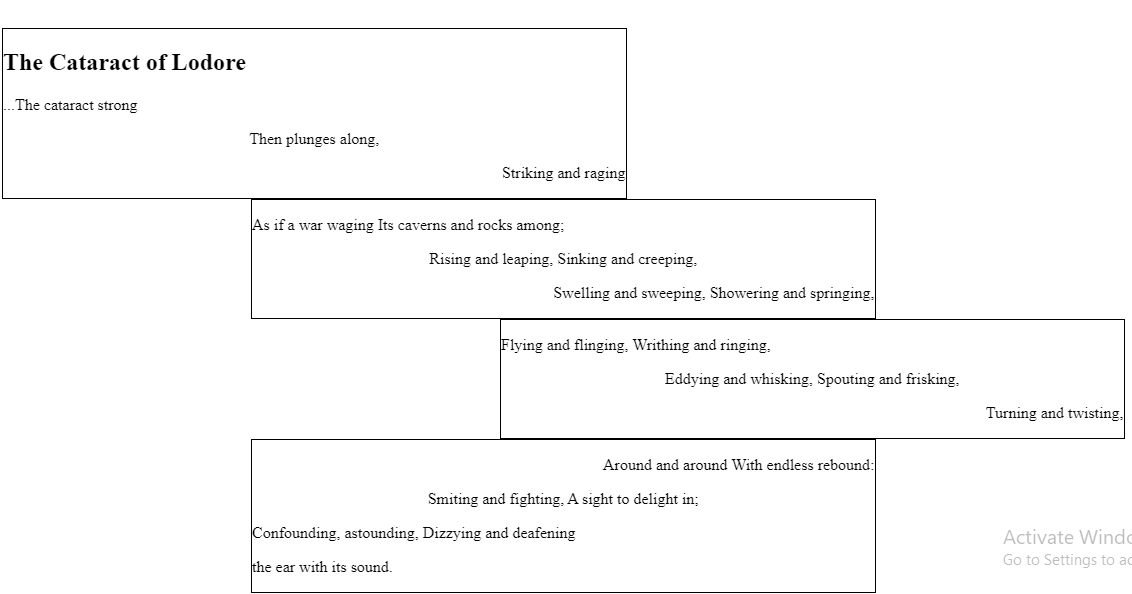 The Cataract of Lodore
...The cataract strong
Then plunges along,
Striking and raging
As if a war waging Its caverns and rocks among;
Rising and leaping, Sinking and creeping,
Swelling and sweeping, Showering and springing,
Flying and flinging, Writhing and ringing,
Eddying and whisking, Spouting and frisking,
Turning and twisting,
Around and around With endless rebound:
Smiting and fighting, A sight to delight in;
Confounding, astounding, Dizzying and deafening
the ear with its sound.
Activate Windo
Go to Settings to ac